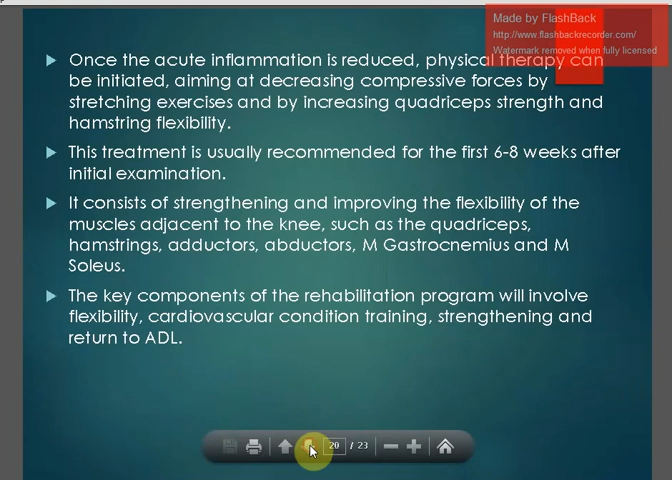 Made by FlashBack
http://www.flashbackrecorder.com/
Watermark removed when fully licensed
Once the acute inflammation is reduced, physical therapy can
be initiated, aiming at decreasing compressive forces by
stretching exercises and by increasing quadriceps strength and
hamstring flexibility.
This treatment is usually recommended for the first 6-8 weeks after
initial examination.
It consists of strengthening and improving the flexibility of the
muscles adjacent to the knee, such as the quadriceps,
hamstrings, adductors, abductors, M Gastrocnemius and M
Soleus.
The key components of the rehabilitation program will involve
flexibility, cardiovascular condition training, strengthening and
return to ADL.
20 / 23